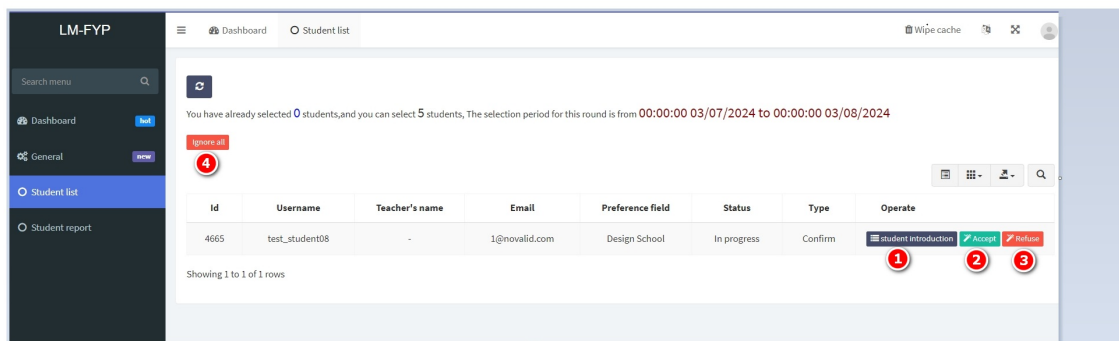 LM-FYP
Dashboard
Student list
Wipe cache
Search menu
Dashboard hot
General new
Student list
Student report
You have already selected 0 students,and you can select 5 students, The selection period for this round is from 00:00:00 03/07/2024 to 00:00:00 03/08/2024
Ignore all
4
Id Username Teacher's name Email Preference field Status Type Operate
4665 test_student08 - 1@novalid.com Design School In progress Confirm student introduction Accept Refuse
1 2 3
Showing 1 to 1 of 1 rows